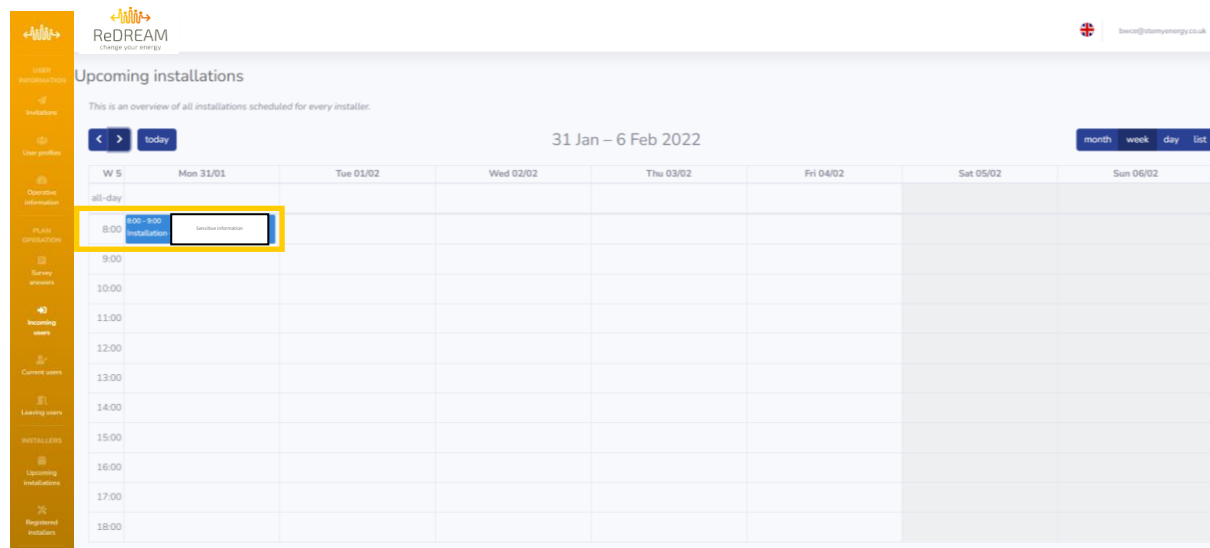 ReDREAM
change your energy
bwce@stemyenergy.co.uk
USER
INFORMATION
Invitations
User profiles
Operative
information
PLAN
OPERATION
Survey
answers
Incoming
users
Current users
Leaving users
INSTALLERS
Upcoming
installations
Registered
installers
Upcoming installations
This is an overview of all installations scheduled for every installer.
< > today 31 Jan – 6 Feb 2022 month week day list
W 5 Mon 31/01 Tue 01/02 Wed 02/02 Thu 03/02 Fri 04/02 Sat 05/02 Sun 06/02
all-day
8:00 8:00 - 9:00
Installation Sensitive information
9:00
10:00
11:00
12:00
13:00
14:00
15:00
16:00
17:00
18:00